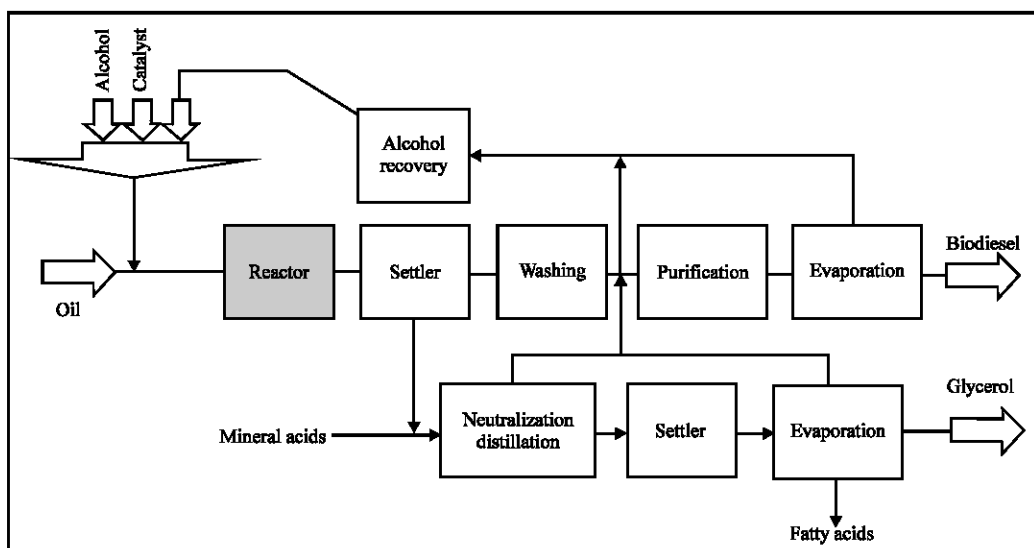 Alcohol
Catalyst
Alcohol
recovery
Biodiesel
Reactor
Settler
Washing
Purification
Evaporation
Oil
Glycerol
Mineral acids
Neutralization
distillation
Settler
Evaporation
Fatty acids